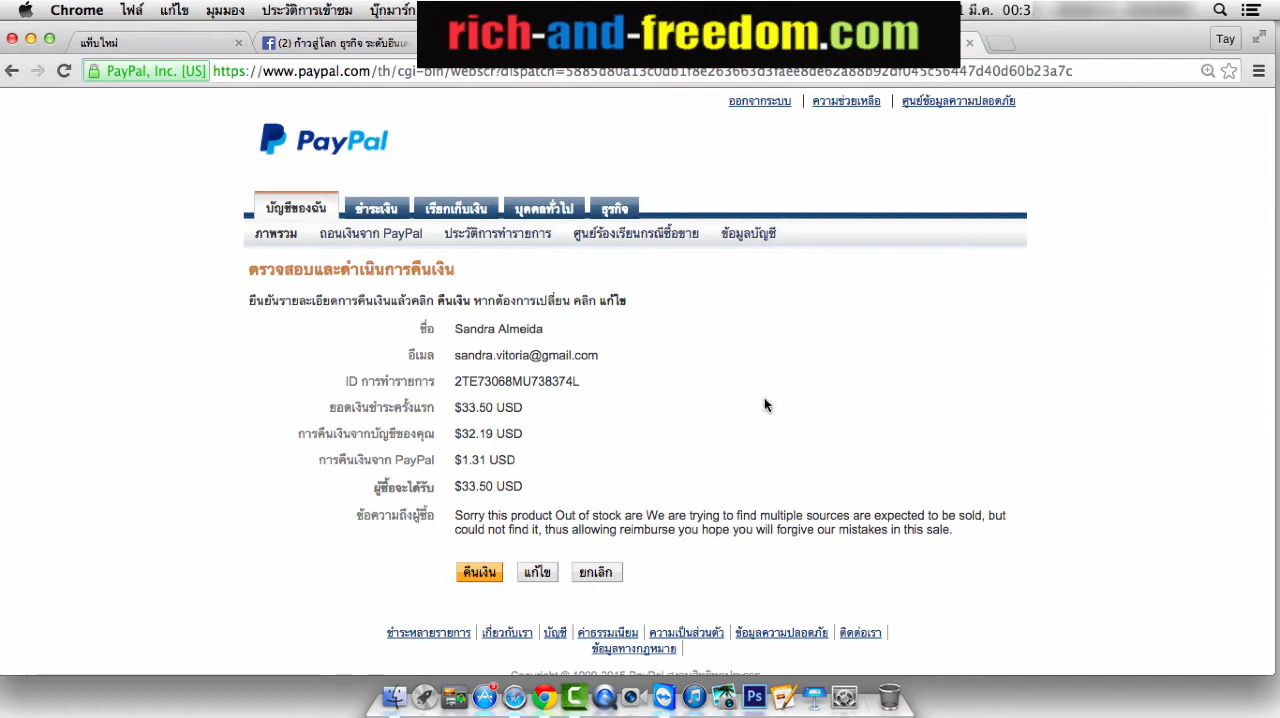 Chrome ไฟล์ แก้ไข มุมมอง ประวัติการเข้าชม
มี.ค. 00:3
rich-and-freedom.com
แท็บใหม่
(2) ก้าวสู่โลก ธุรกิจ
Tay
PayPal, Inc. [US] https://www.paypal.com/th/cgi-bin/webscr?dispatch=5885d80a13c0db1f8e263663d3faee8de62a88b92df045c56447d40d60b23a7c
ออกจากระบบ ความช่วยเหลือ ศูนย์ข้อมูลความปลอดภัย
PayPal
บัญชีของฉัน ชำระเงิน เรียกเก็บเงิน บุคคลทั่วไป ธุรกิจ
ภาพรวม ถอนเงินจาก PayPal ประวัติการทำรายการ ศูนย์ร้องเรียนกรณีซื้อขาย ข้อมูลบัญชี
ตรวจสอบและดำเนินการคืนเงิน
ยืนยันรายละเอียดการคืนเงินแล้วคลิก คืนเงิน หากต้องการเปลี่ยน คลิก แก้ไข
ชื่อ Sandra Almeida
อีเมล sandra.vitoria@gmail.com
ID การทำรายการ 2TE73068MU738374L
ยอดเงินชำระครั้งแรก $33.50 USD
การคืนเงินจากบัญชีของคุณ $32.19 USD
การคืนเงินจาก PayPal $1.31 USD
ผู้ซื้อจะได้รับ $33.50 USD
ข้อความถึงผู้ซื้อ Sorry this product Out of stock are We are trying to find multiple sources are expected to be sold, but
could not find it, thus allowing reimburse you hope you will forgive our mistakes in this sale.
คืนเงิน แก้ไข ยกเลิก
ชำระหลายรายการ เกี่ยวกับเรา บัญชี ค่าธรรมเนียม ความเป็นส่วนตัว ข้อมูลความปลอดภัย ติดต่อเรา
ข้อมูลทางกฎหมาย
Ps